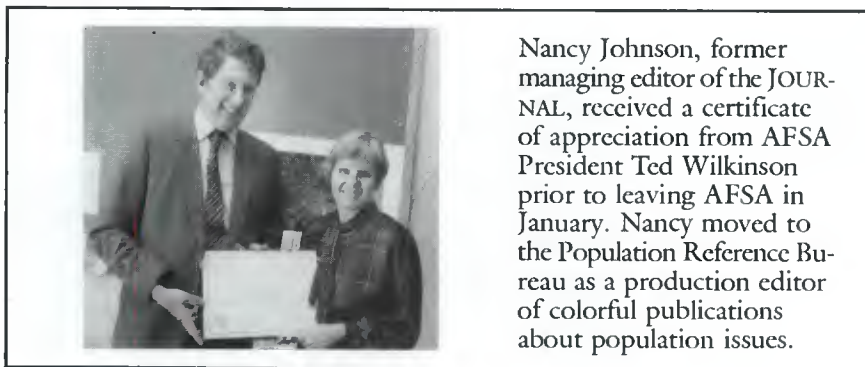 Nancy Johnson, former
managing editor of the JOUR-
NAL, received a certificate
of appreciation from AFSA
President Ted Wilkinson
prior to leaving AFSA in
January. Nancy moved to
the Population Reference Bu-
reau as a production editor
of colorful publications
about population issues.